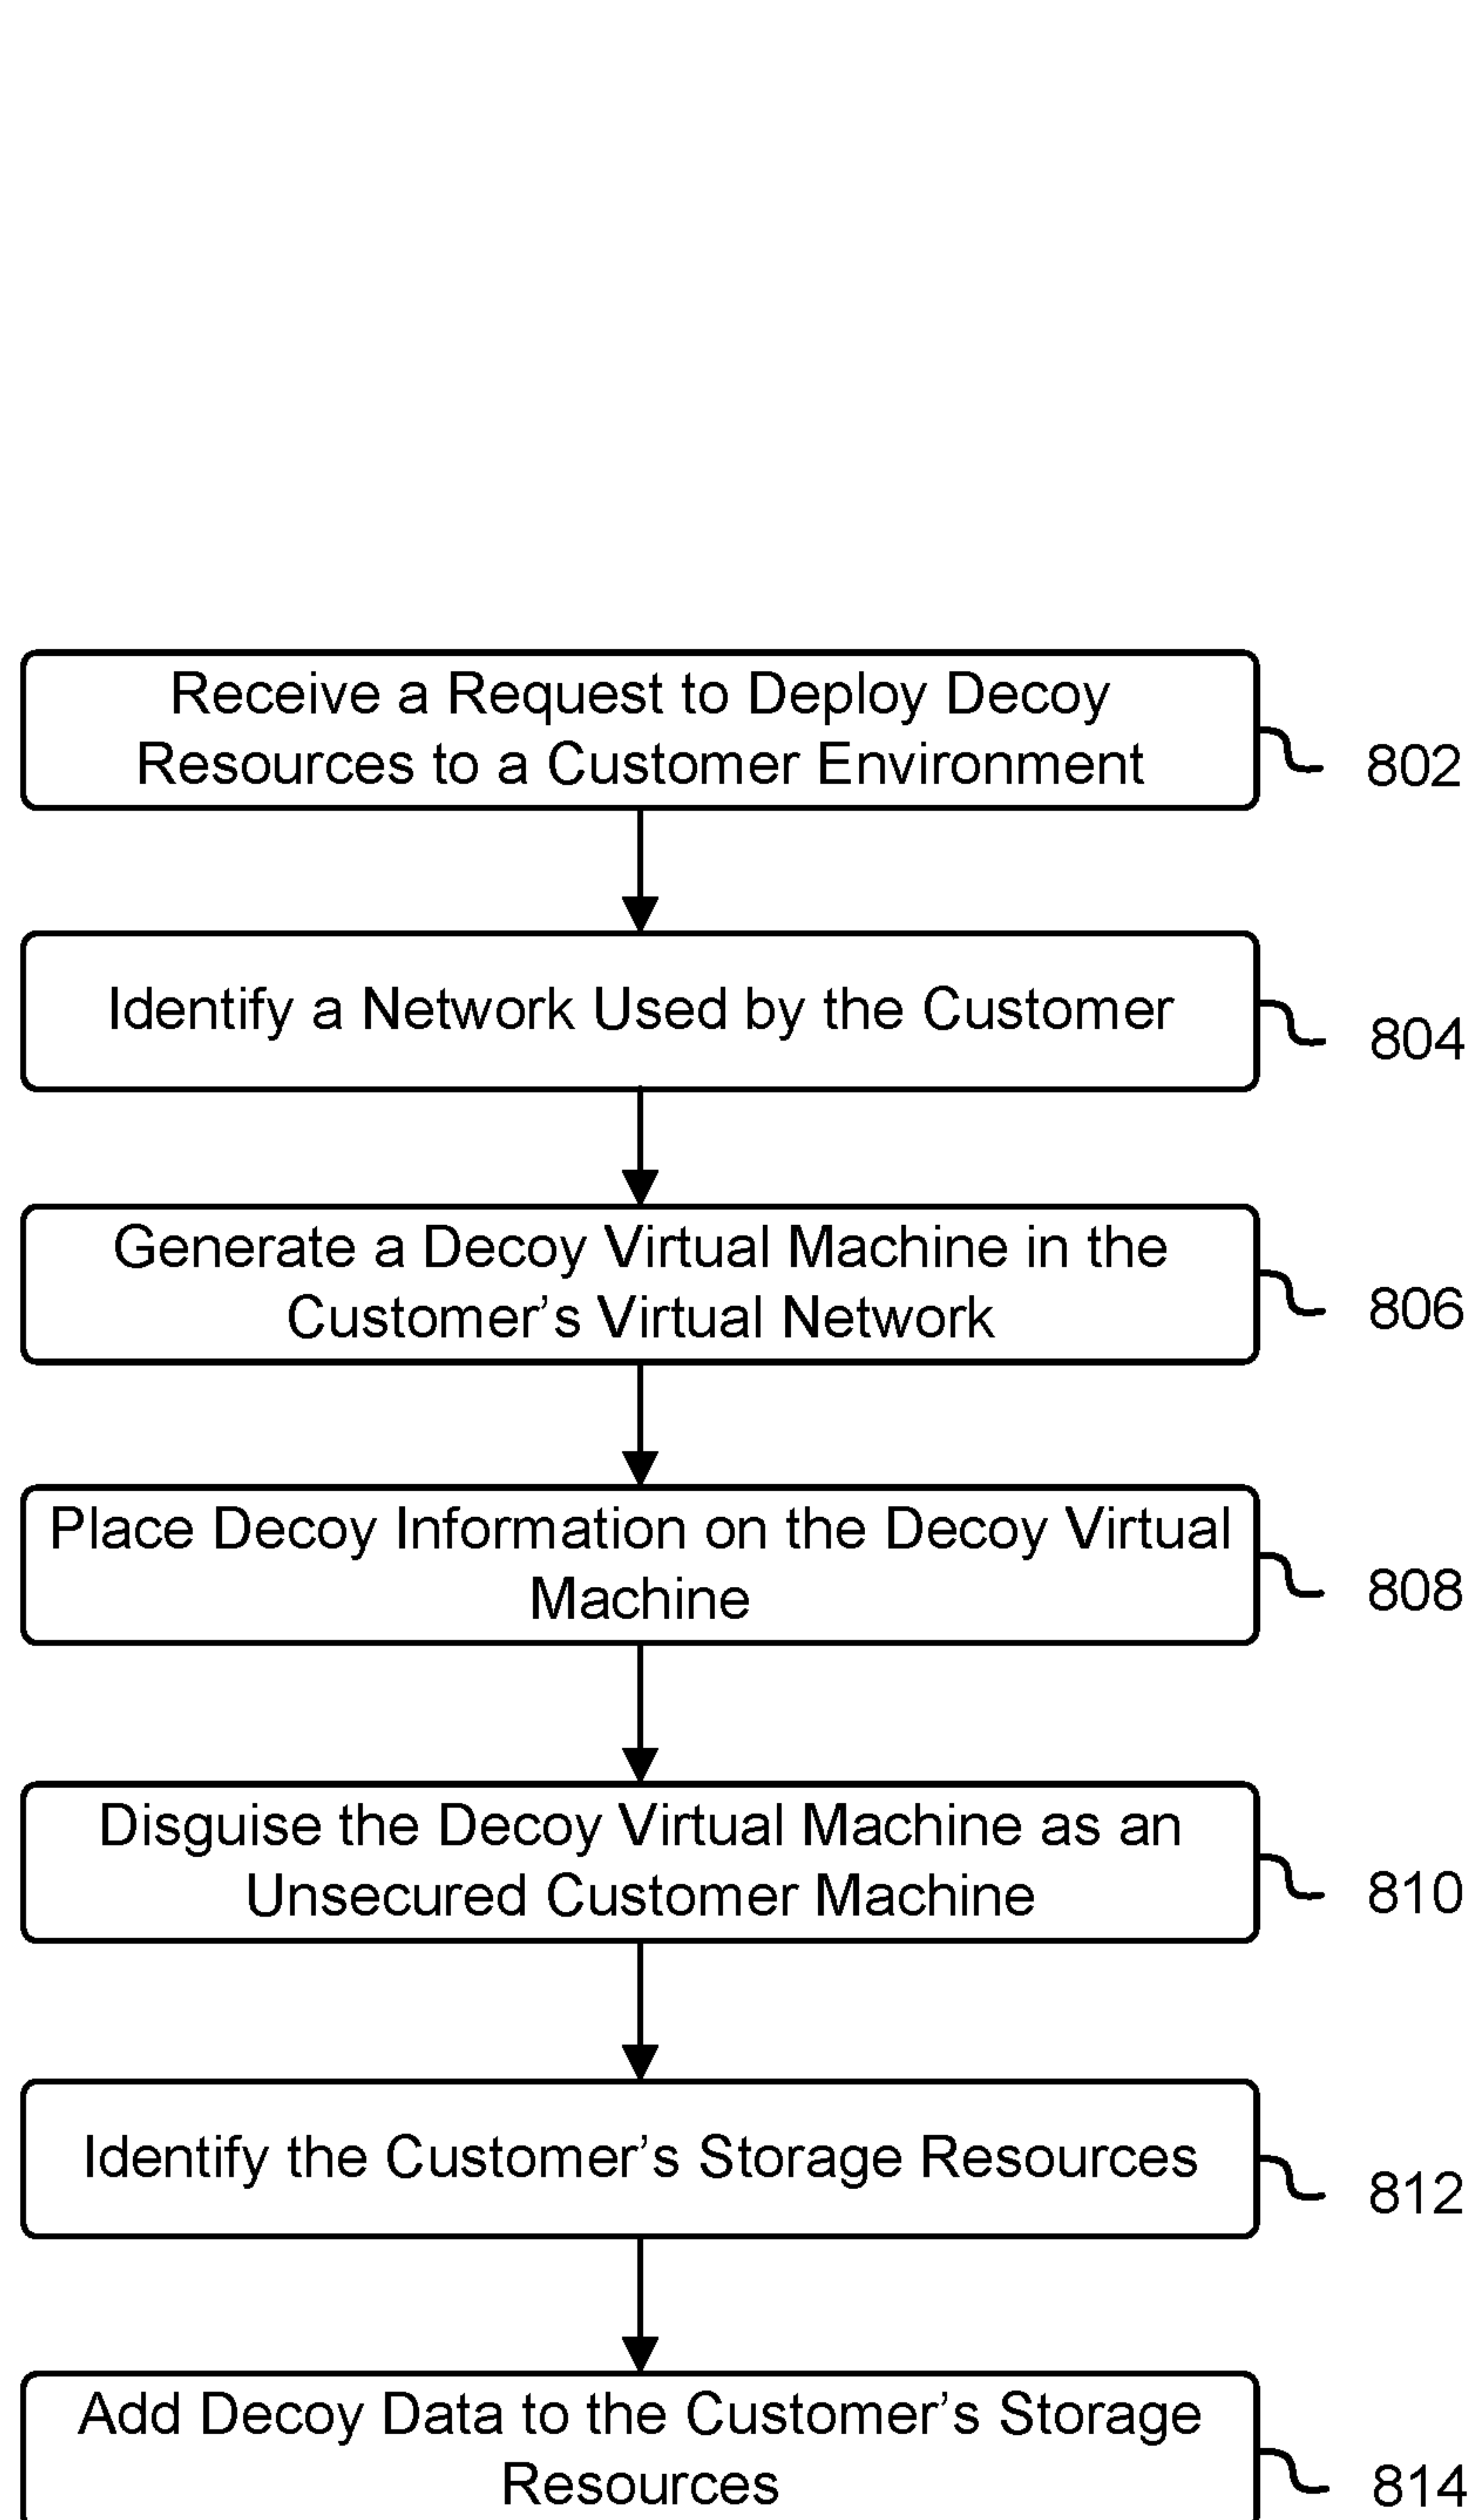 Receive a Request to Deploy Decoy
Resources to a Customer Environment
802
Identify a Network Used by the Customer
804
Generate a Decoy Virtual Machine in the
Customer’s Virtual Network
806
Place Decoy Information on the Decoy Virtual
Machine
808
Disguise the Decoy Virtual Machine as an
Unsecured Customer Machine
810
Identify the Customer’s Storage Resources
812
Add Decoy Data to the Customer’s Storage
Resources
814